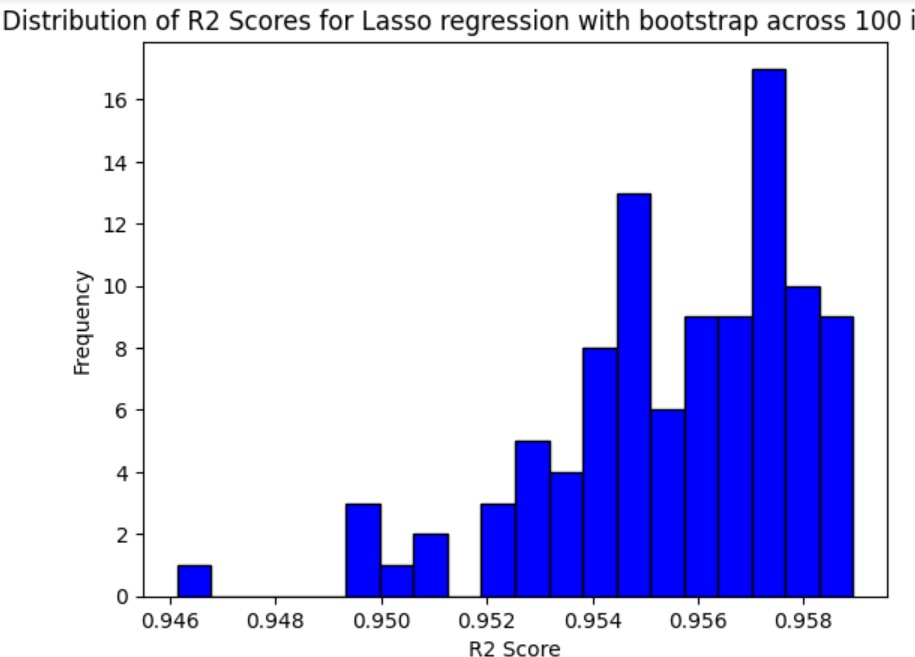 Distribution of R2 Scores for Lasso regression with bootstrap across 100 i
16
14
12
10
8
6
4
2
0
Frequency
0.946 0.948 0.950 0.952 0.954 0.956 0.958
R2 Score